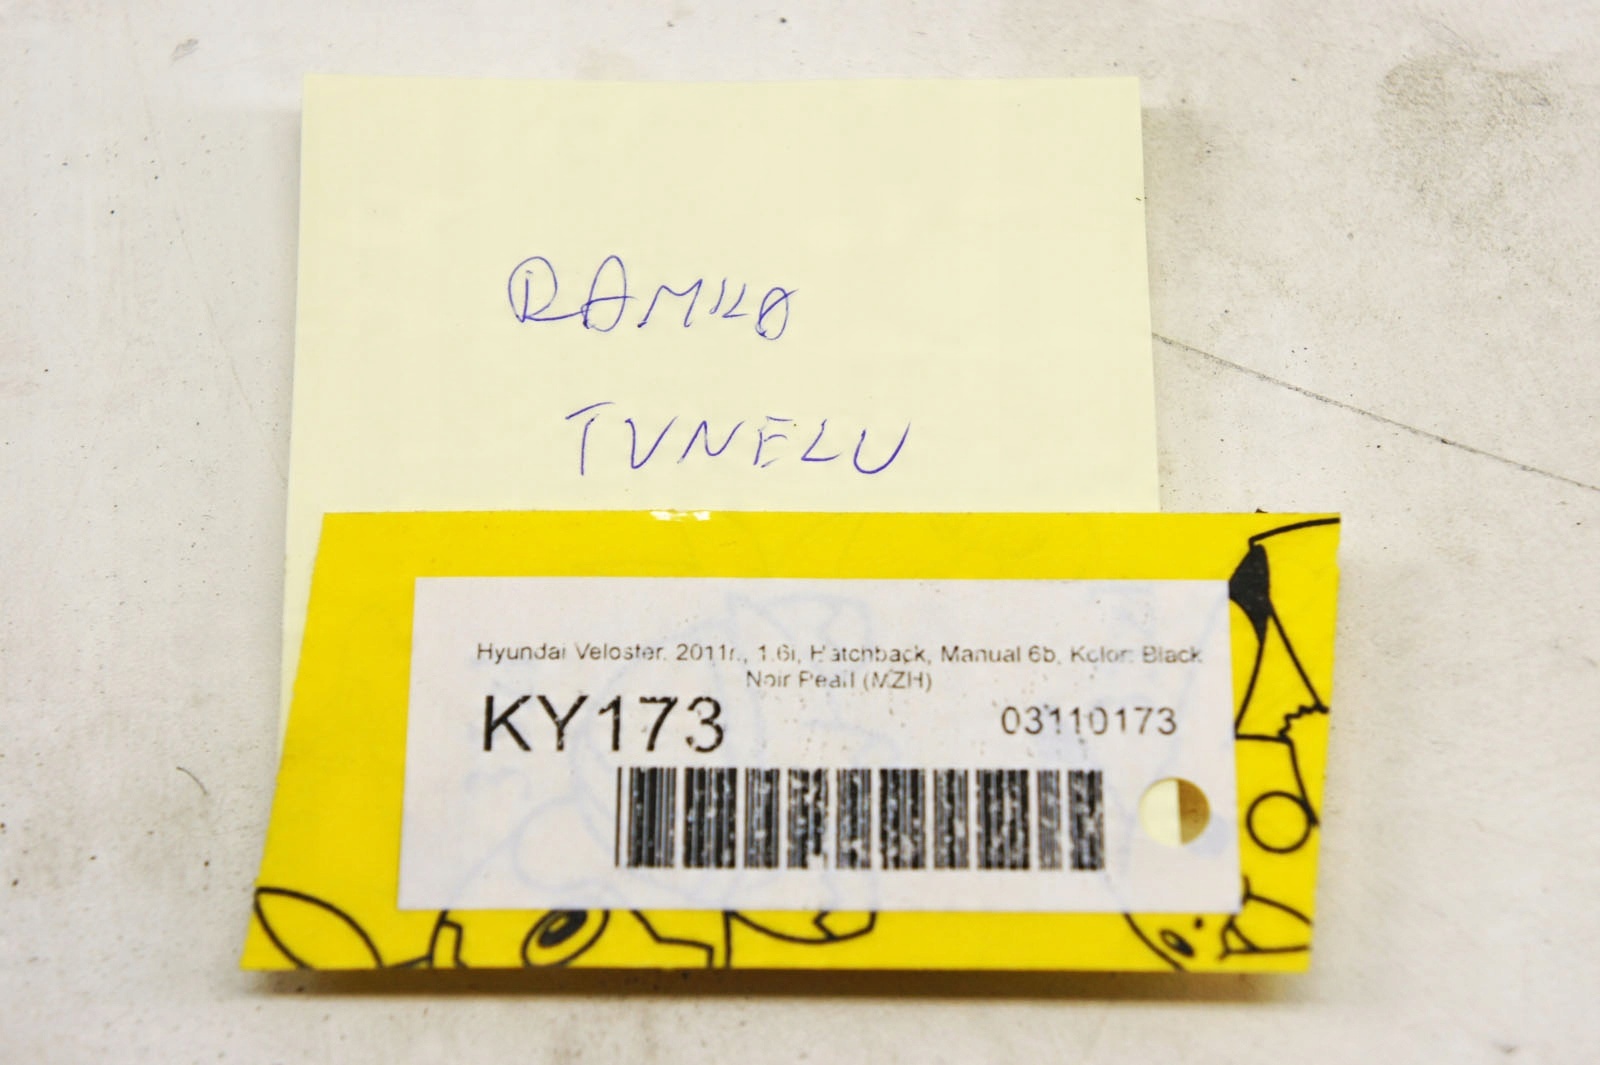 RAMKA
TUNELU
Hyundai Veloster, 2011r., 1.6i, Hatchback, Manual 6b, Kolor: Black
Noir Pearl (MZH)
KY173
03110173